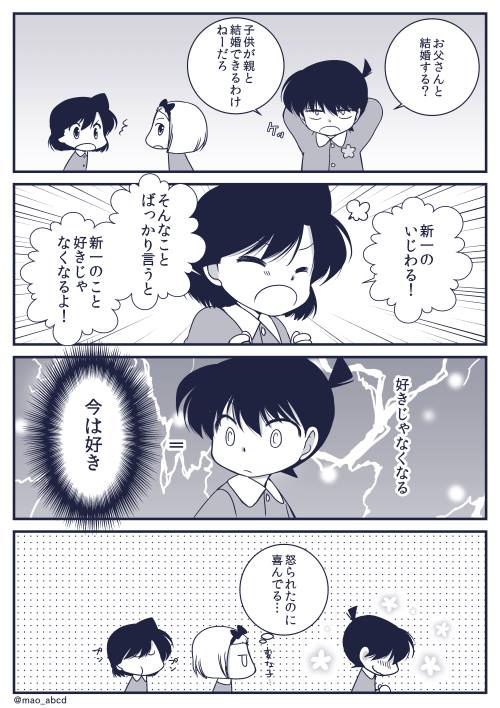 お父さんと
結婚する？
子供が親と
結婚できるわけ
ねーだろ
ケッ
新一の
いじわる！
そんなこと
ばっかり言うと
新一のこと
好きじゃ
なくなるよ！
好きじゃなくなる
=
今は好き
怒られたのに
喜んでる…
変な子…
プン
プン
@mao_abcd